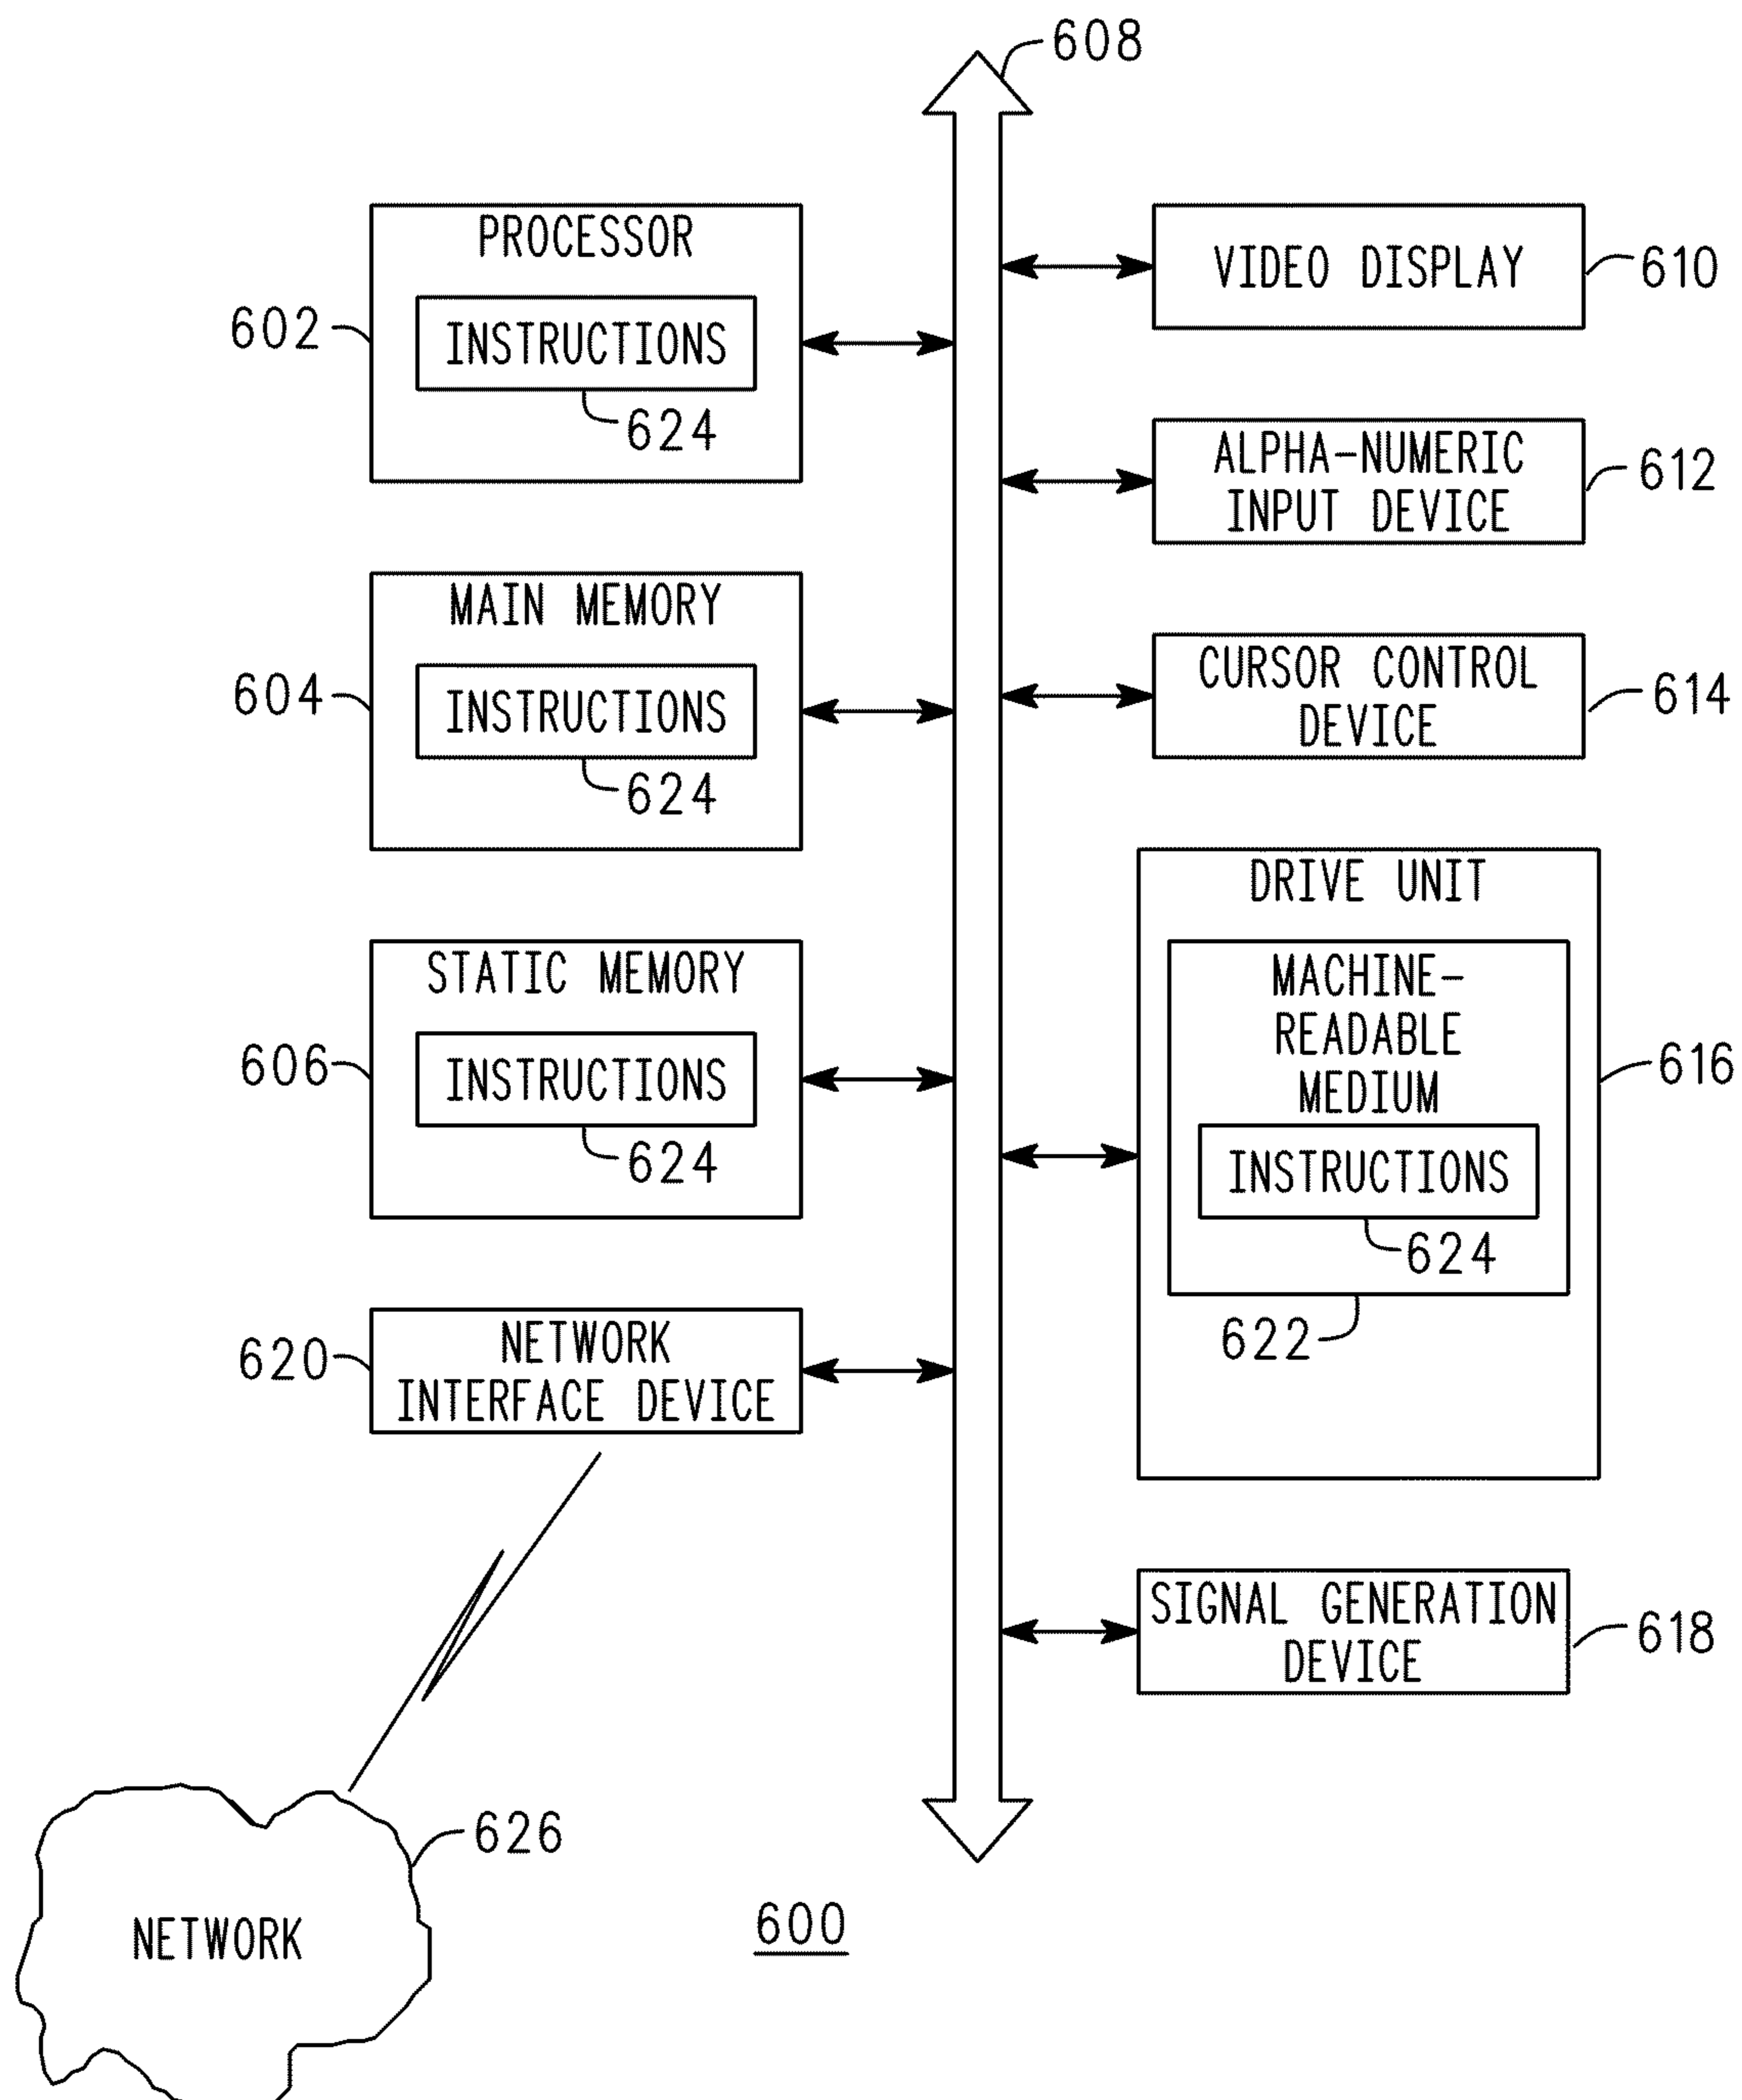 608
PROCESSOR
602
INSTRUCTIONS
624
MAIN MEMORY
604
INSTRUCTIONS
624
STATIC MEMORY
606
INSTRUCTIONS
624
620
NETWORK
INTERFACE DEVICE
VIDEO DISPLAY
610
ALPHA-NUMERIC
INPUT DEVICE
612
CURSOR CONTROL
DEVICE
614
DRIVE UNIT
MACHINE-
READABLE
MEDIUM
616
INSTRUCTIONS
624
622
SIGNAL GENERATION
DEVICE
618
626
NETWORK
600